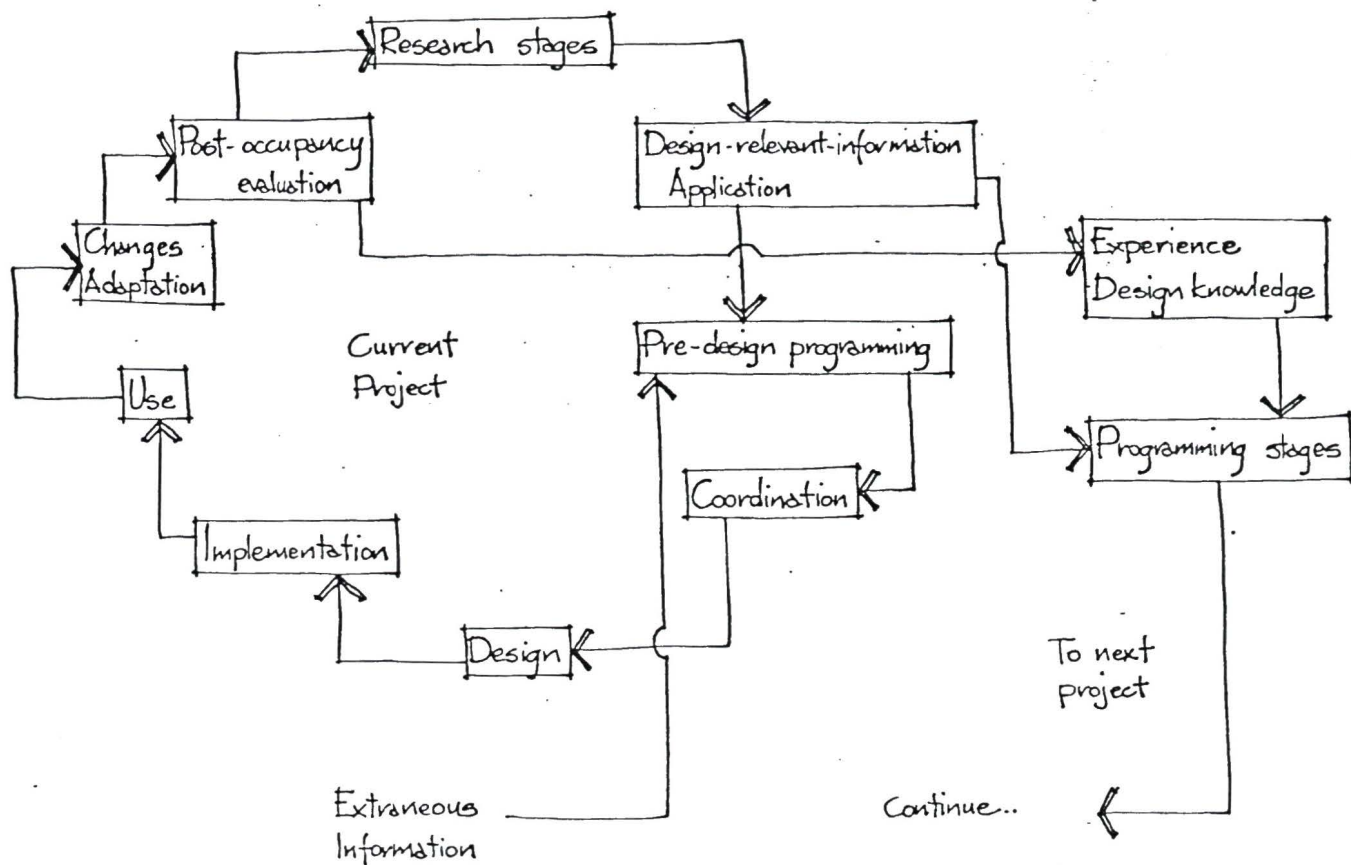 Research stages
Post-occupancy
evaluation
Design-relevant-information
Application
Changes
Adaptation
Experience
Design knowledge
Current
Project
Pre-design programming
Use
Programming stages
Coordination
Implementation
Design
To next
project
Extraneous
Information
Continue..